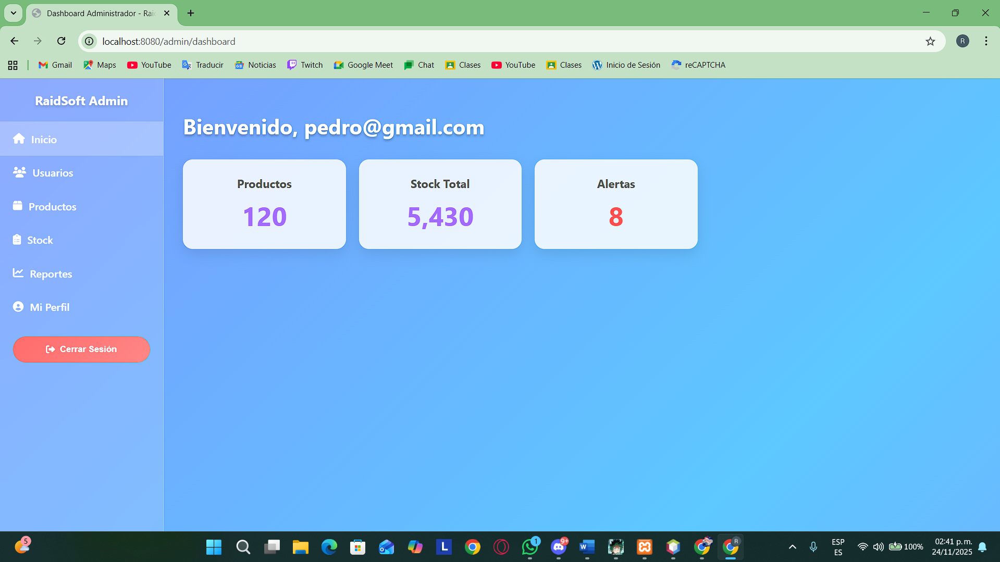 Dashboard Administrador - Rai
localhost:8080/admin/dashboard
R
Gmail Maps YouTube Traducir Noticias Twitch Google Meet Chat Clases YouTube Clases Inicio de Sesión reCAPTCHA
RaidSoft Admin
Inicio
Usuarios
Productos
Stock
Reportes
Mi Perfil
Cerrar Sesión
Bienvenido, pedro@gmail.com
Productos
120
Stock Total
5,430
Alertas
8
5
L
1
9+
W
R
ESP
ES
100%
02:41 p. m.
24/11/2025